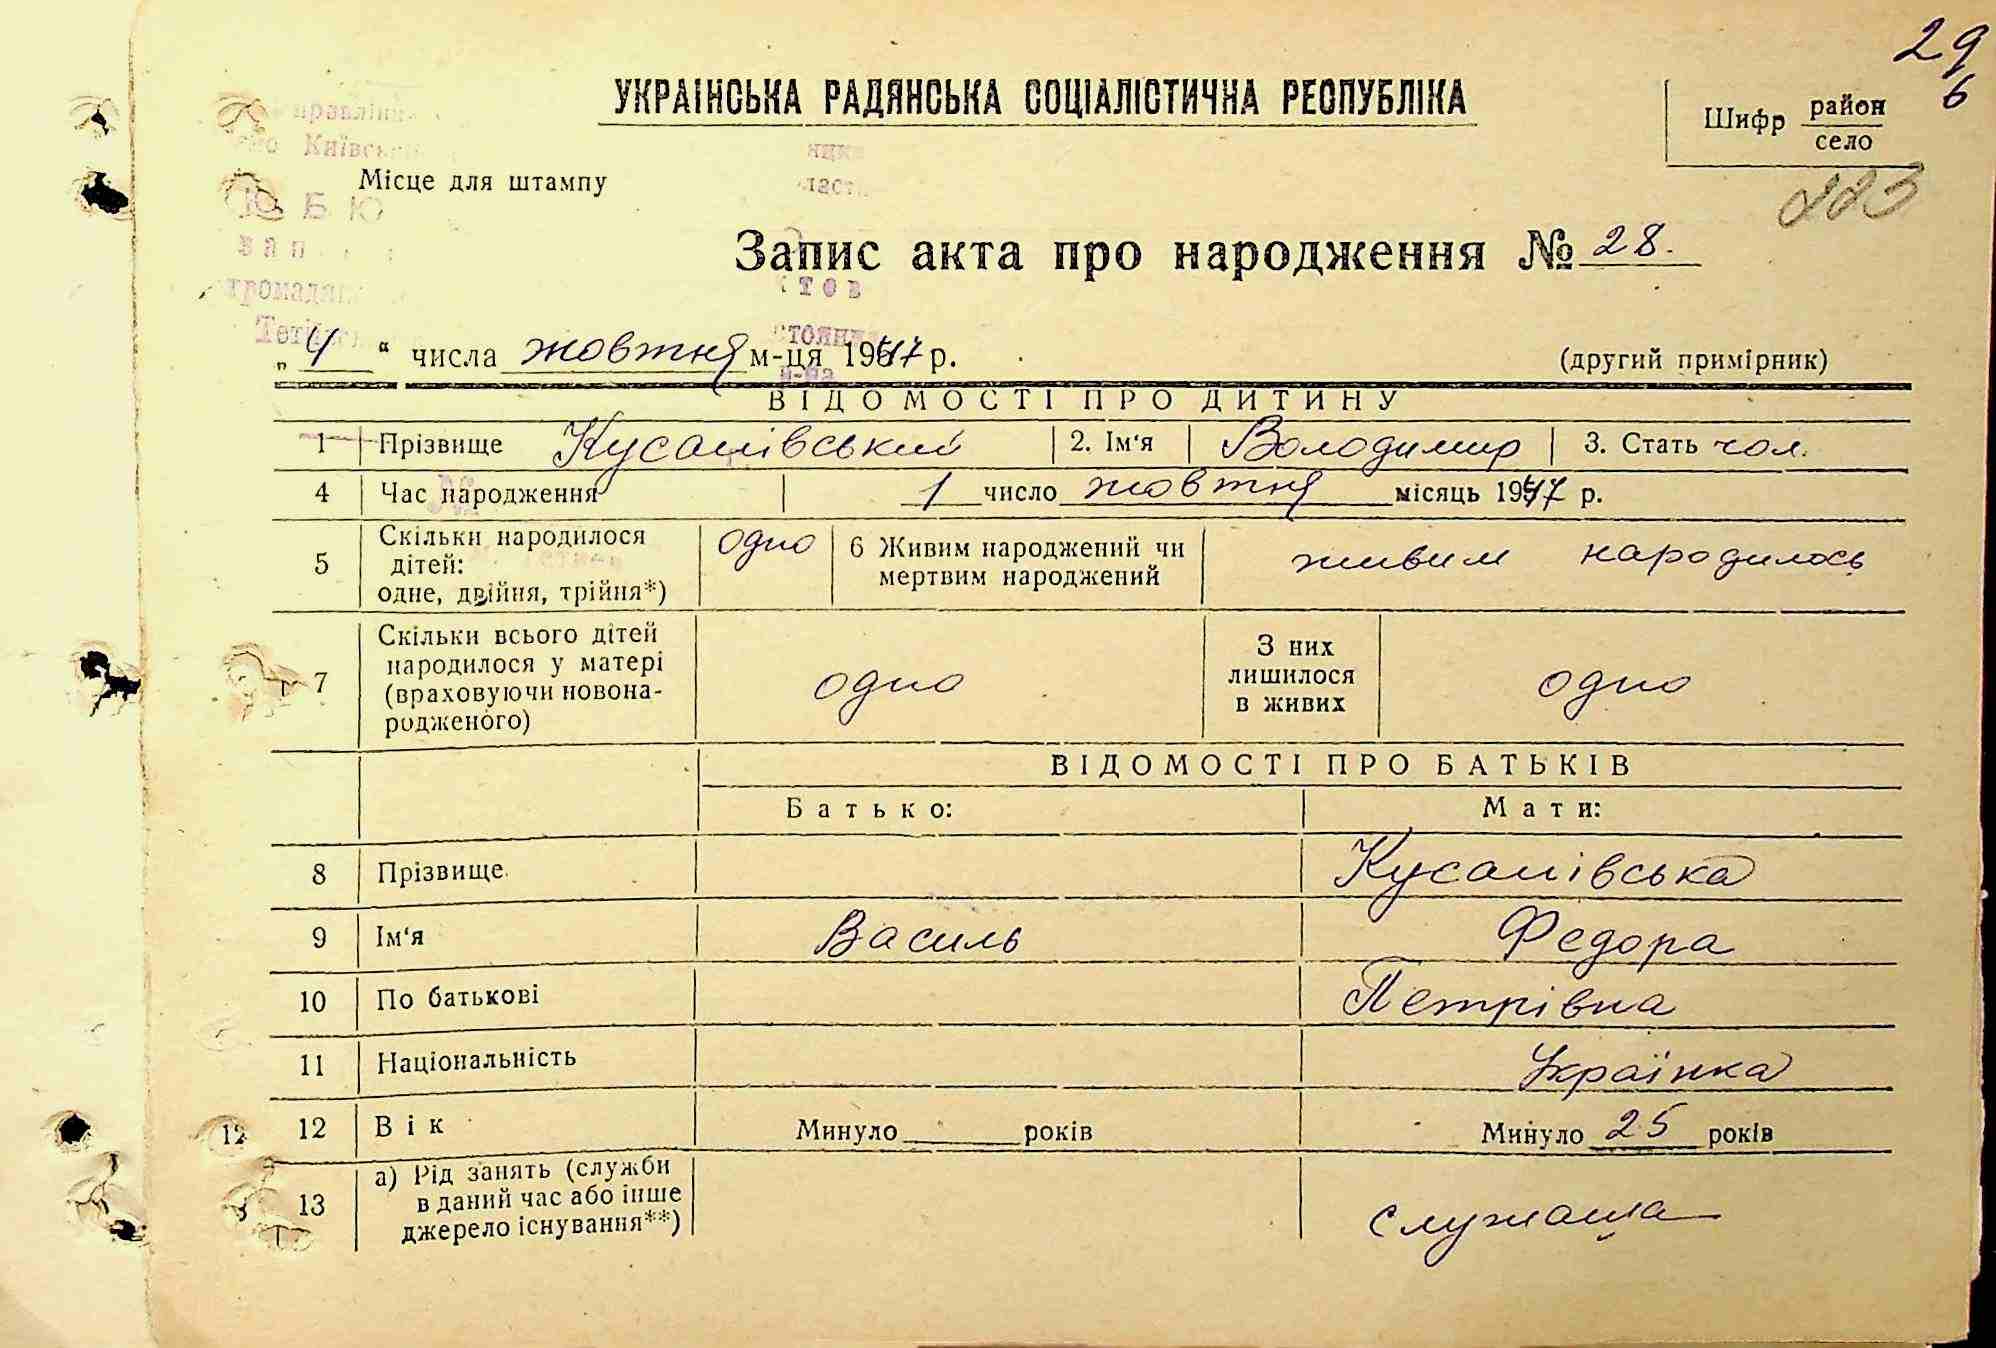 29
6
УКРАЇНСЬКА РАДЯНСЬКА СОЦІАЛІСТИЧНА РЕСПУБЛІКА
Шифр район
село
Місце для штампу
223
Запис акта про народження № 28.
„ 4 “ числа жовтня м-ця 1947 р.
(другий примірник)
ВІДОМОСТІ ПРО ДИТИНУ
1 Прізвище Кусанівський 2. Ім'я Володимир 3. Стать чол.
4 Час народження 1 число жовтня місяць 1947 р.
5 Скільки народилося дітей: одне, двійня, трійня*) одно 6 Живим народжений чи мертвим народжений живим народилось
7 Скільки всього дітей народилося у матері (враховуючи новонародженого) одно З них лишилося в живих одно
ВІДОМОСТІ ПРО БАТЬКІВ
Батько: Мати:
8 Прізвище Кусанівська
9 Ім'я Василь Федора
10 По батькові Петрівна
11 Національність Українка
12 Вік Минуло років Минуло 25 років
13 а) Рід занять (служби в даний час або інше джерело існування**) служаща